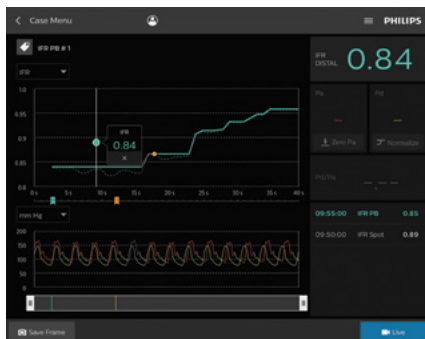 Case Menu
PHILIPS
IFR PB # 1
IFR
1.0
0.95
0.9
0.85
0.8
IFR
0.84
×
0 s 5 s 10 s 15 s 20 s 25 s 30 s 35 s 40 s
mm Hg
200
150
100
50
0
Save Frame
IFR DISTAL 0.84
Pa Pd
Zero Pa Normalize
Pd/Pa
-.--
09:55:00 IFR PB 0.85
09:50:00 IFR Spot 0.89
Live